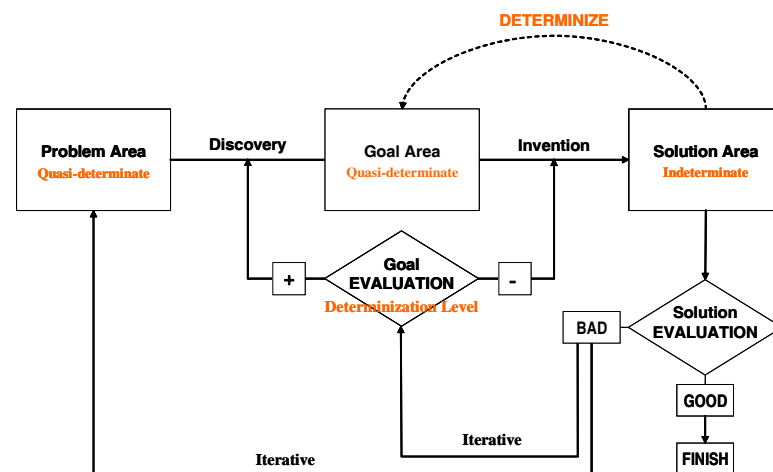 DETERMINIZE
Problem Area
Quasi-determinate
Discovery
Goal Area
Quasi-determinate
Invention
Solution Area
Indeterminate
+
Goal
EVALUATION
Determinization Level
-
Solution
EVALUATION
BAD
GOOD
Iterative
Iterative
FINISH